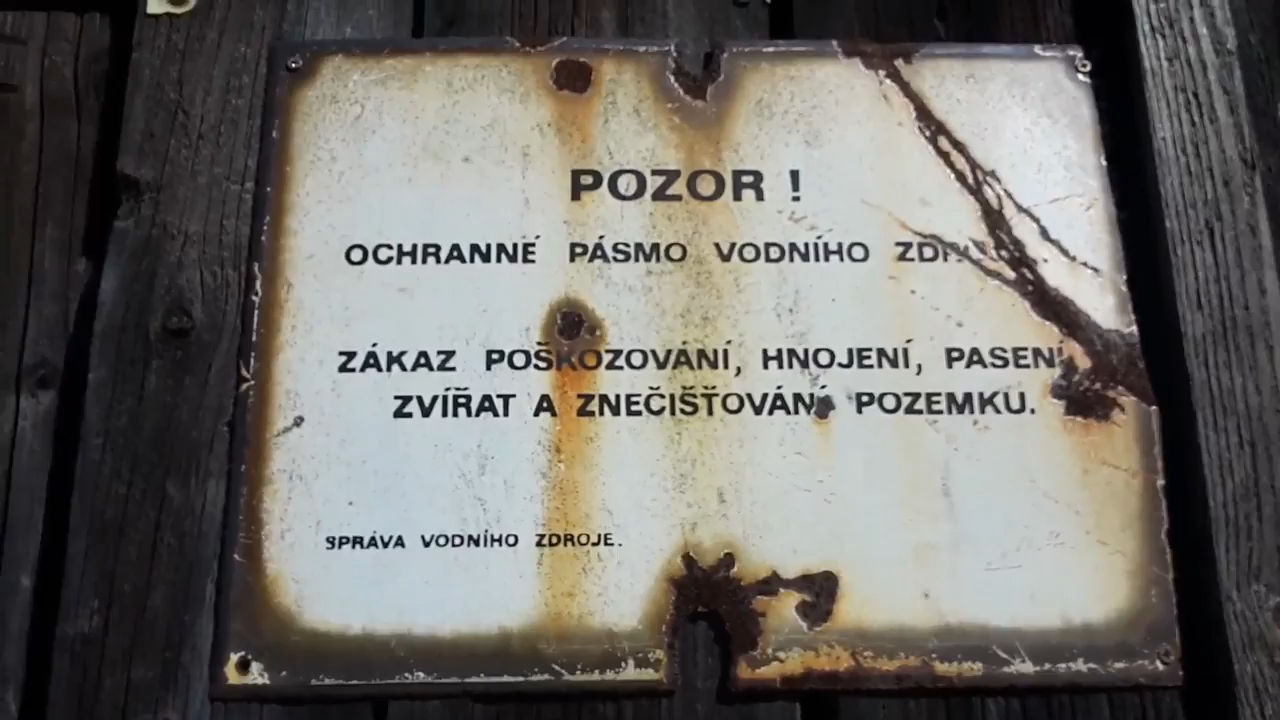 POZOR !
OCHRANNÉ PÁSMO VODNÍHO
ZÁKAZ POŠKOZOVÁNÍ, HNOJENÍ, PASENÍ
ZVÍŘAT A ZNEČIŠŤOVÁNÍ POZEMKU.
SPRÁVA VODNÍHO ZDROJE.